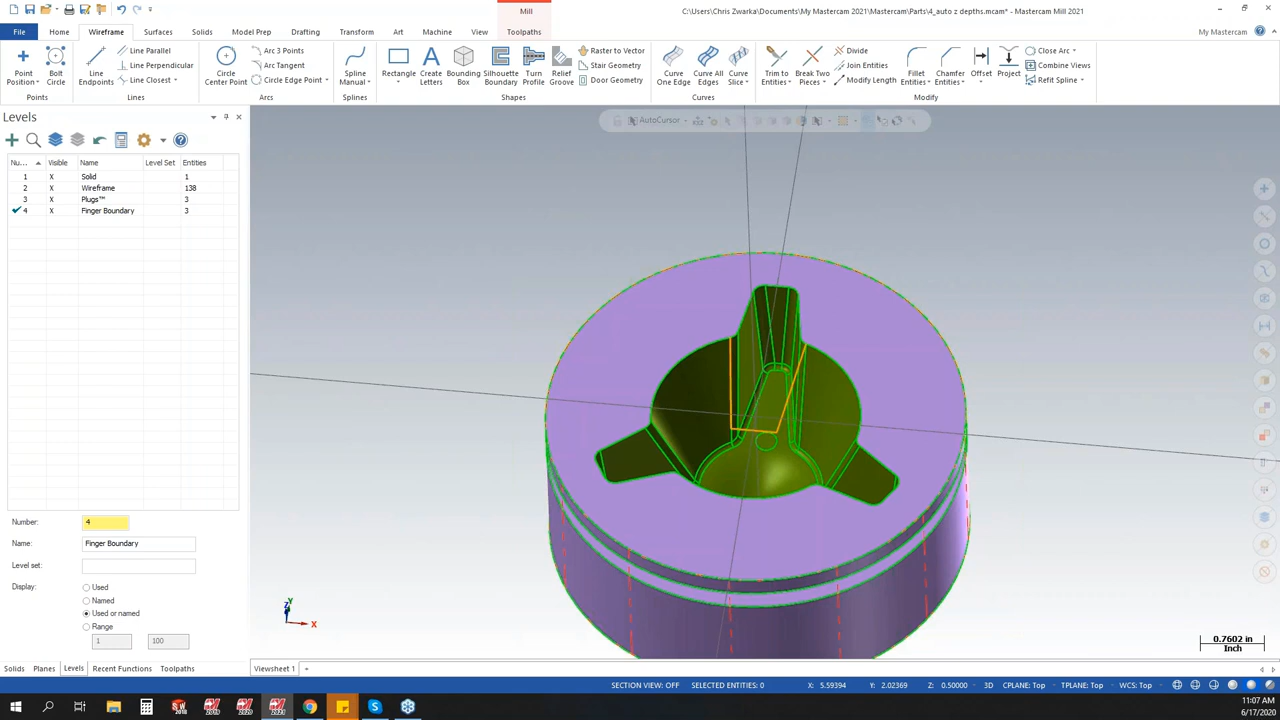 Mill
C:\Users\Chris Zwarka\Documents\My Mastercam 2021\Mastercam\Parts\4_auto z depths.mcam* - Mastercam Mill 2021
File Home Wireframe Surfaces Solids Model Prep Drafting Transform Art Machine View Toolpaths My Mastercam
Point Position
Bolt Circle
Points
Line Endpoints
Line Parallel
Line Perpendicular
Line Closest
Lines
Circle Center Point
Arc 3 Points
Arc Tangent
Circle Edge Point
Arcs
Spline Manual
Splines
Rectangle
Create Letters
Bounding Box
Silhouette Boundary
Turn Profile
Relief Groove
Raster to Vector
Stair Geometry
Door Geometry
Shapes
Curve One Edge
Curve All Edges
Curve Slice
Curves
Trim to Entities
Break Two Pieces
Divide
Join Entities
Modify Length
Fillet Entities
Chamfer Entities
Offset
Project
Close Arc
Combine Views
Refit Spline
Modify
Levels
AutoCursor
Nu... Visible Name Level Set Entities
1 X Solid 1
2 X Wireframe 138
3 X Plugs™ 3
4 X Finger Boundary 3
Number: 4
Name: Finger Boundary
Level set:
Display: Used
Named
Used or named
Range
1 100
Z Y X
0.7602 in
Inch
Solids Planes Levels Recent Functions Toolpaths
Viewsheet 1 +
SECTION VIEW: OFF SELECTED ENTITIES: 0 X: 5.59394 Y: 2.02369 Z: 0.50000 3D CPLANE: Top TPLANE: Top WCS: Top
11:07 AM
6/17/2020